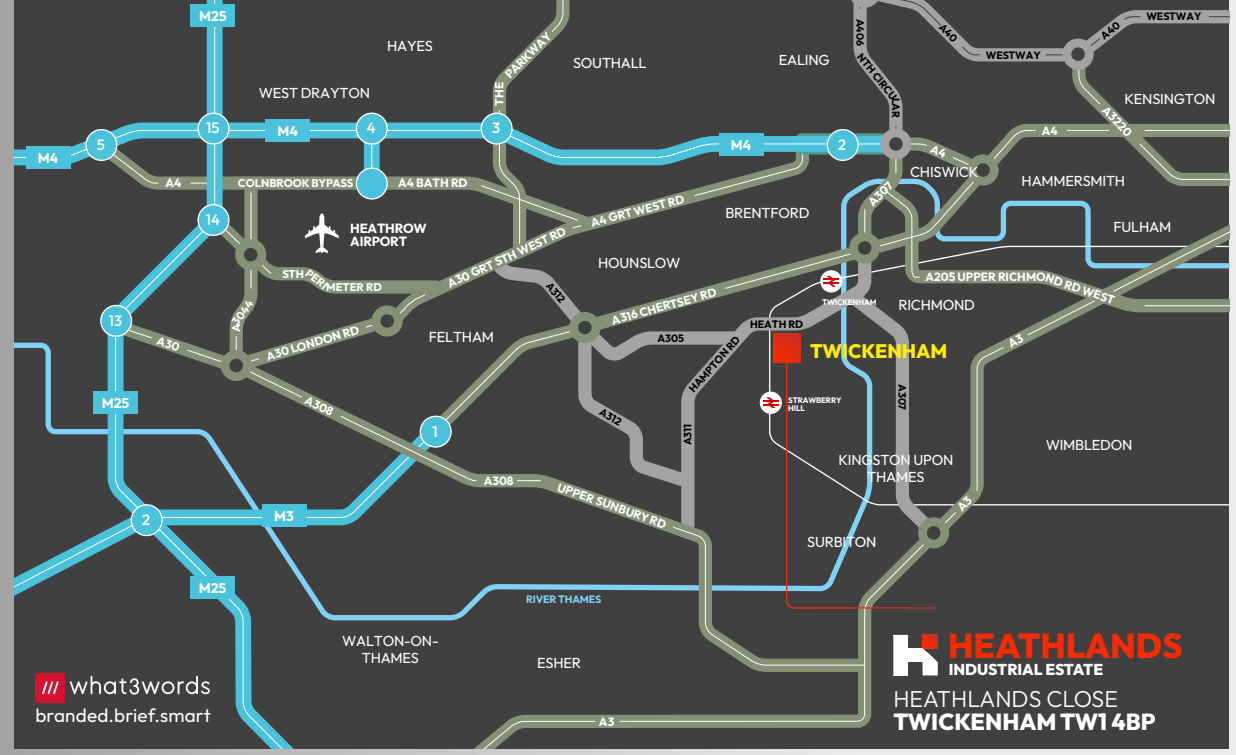 M25
HAYES
SOUTHALL
EALING
A406
NTH CIRCULAR
A40
WESTWAY
A40
WESTWAY
THE PARKWAY
WEST DRAYTON
KENSINGTON
A3220
15
M4
4
3
5
M4
M4
2
A4
A4
CHISWICK
A4
COLNBROOK BYPASS
A4 BATH RD
HAMMERSMITH
A307
14
HEATHROW
AIRPORT
A4 GRT WEST RD
BRENTFORD
FULHAM
A30 GRT STH WEST RD
HOUNSLOW
STH PERIMETER RD
A312
A205 UPPER RICHMOND RD WEST
TWICKENHAM
RICHMOND
A316 CHERTSEY RD
A3044
13
A30
A30 LONDON RD
FELTHAM
A305
HEATH RD
HAMPTON RD
TWICKENHAM
A3
M25
A308
A312
STRAWBERRY
HILL
A307
1
A311
WIMBLEDON
KINGSTON UPON
THAMES
A308
UPPER SUNBURY RD
A3
2
M3
SURBITON
M25
RIVER THAMES
WALTON-ON-
THAMES
ESHER
HEATHLANDS
INDUSTRIAL ESTATE
what3words
branded.brief.smart
HEATHLANDS CLOSE
TWICKENHAM TW1 4BP
A3